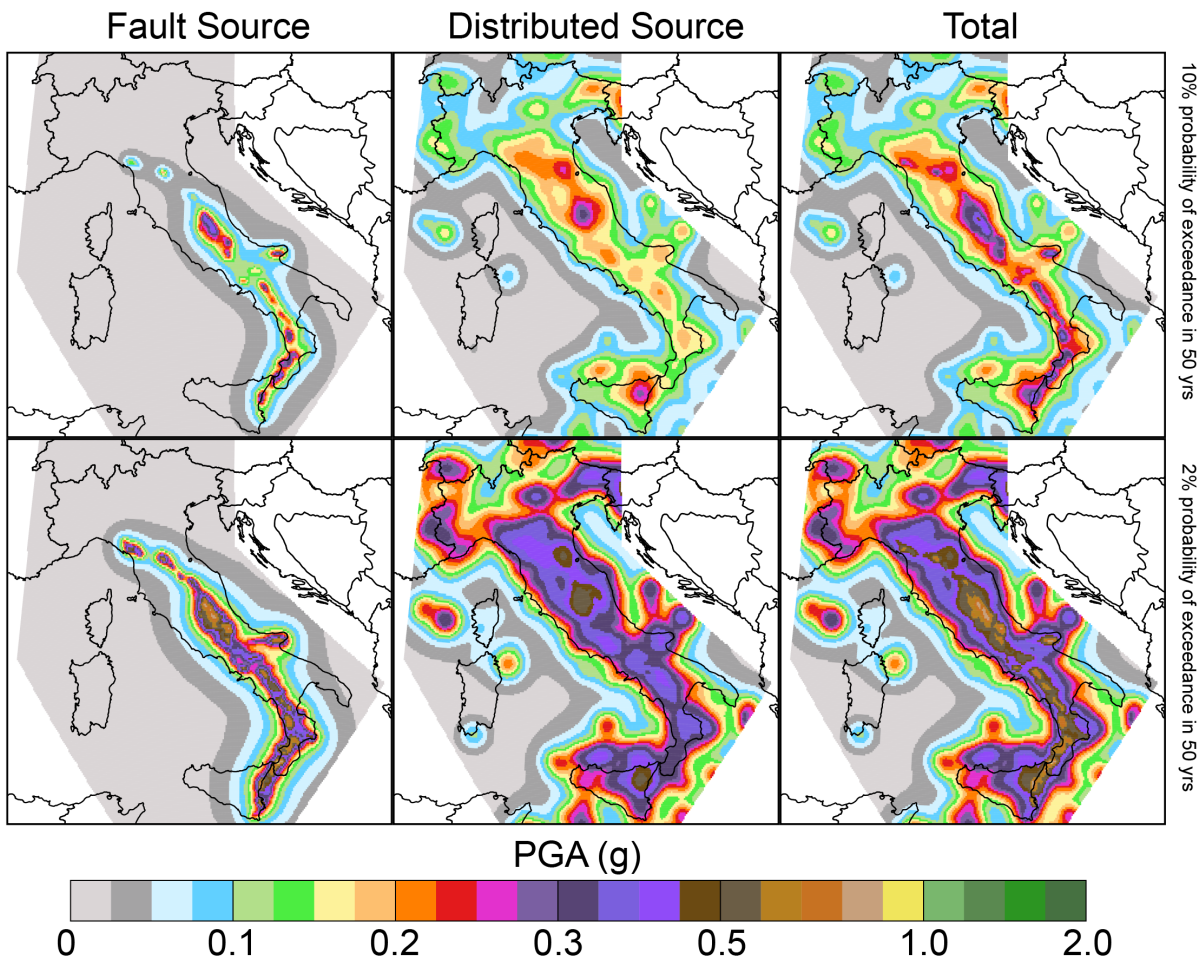 Fault Source
Distributed Source
Total
10% probability of exceedance in 50 yrs
2% probability of exceedance in 50 yrs
PGA (g)
0 0.1 0.2 0.3 0.5 1.0 2.0